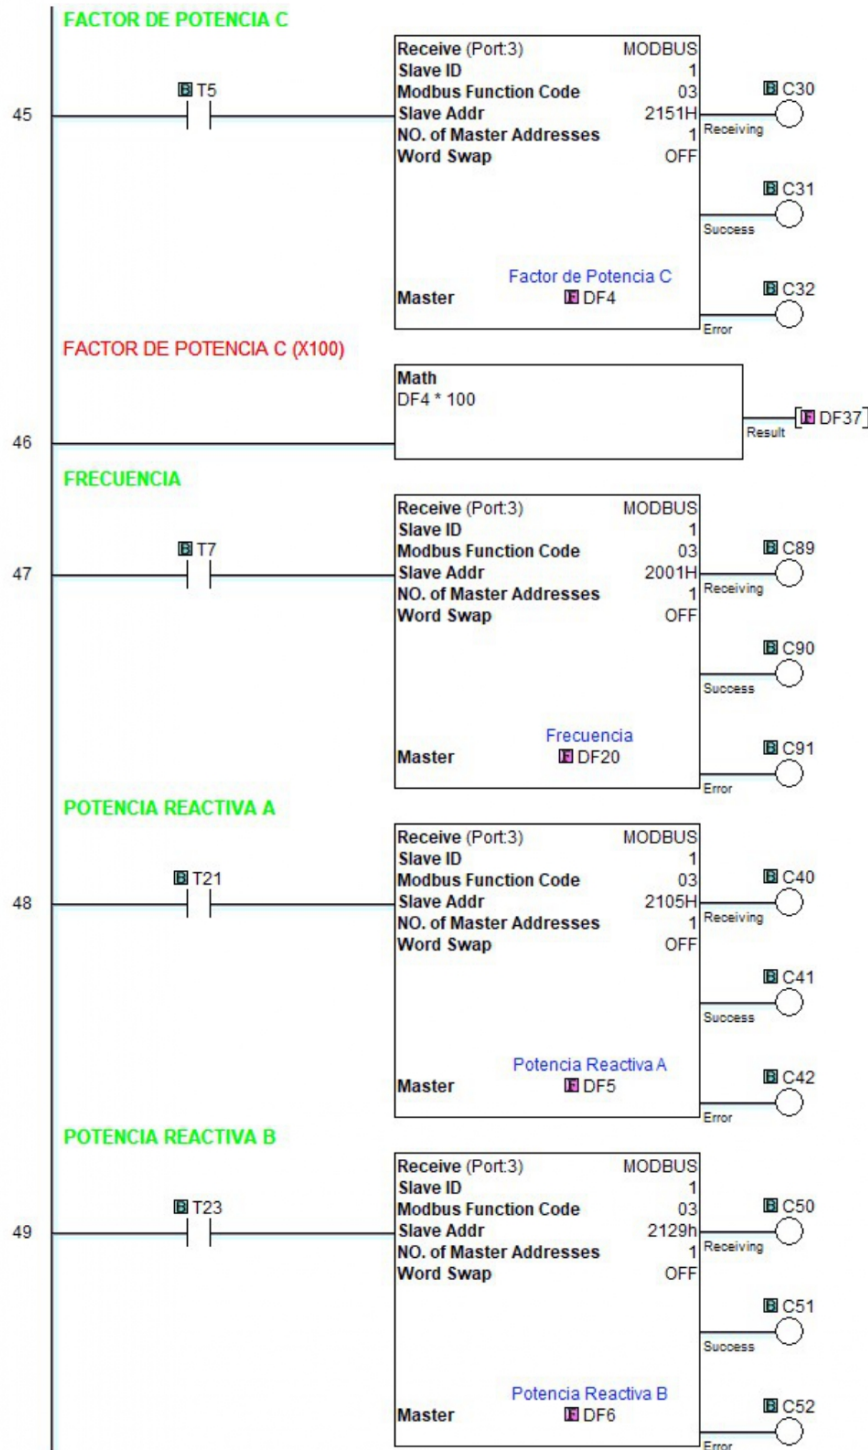 FACTOR DE POTENCIA C
45
B T5
Receive (Port:3) MODBUS
Slave ID 1
Modbus Function Code 03
Slave Addr 2151H
NO. of Master Addresses 1
Word Swap OFF
Factor de Potencia C
Master F DF4
B C30
Receiving
B C31
Success
B C32
Error
FACTOR DE POTENCIA C (X100)
46
Math
DF4 * 100
F DF37
Result
FRECUENCIA
47
B T7
Receive (Port:3) MODBUS
Slave ID 1
Modbus Function Code 03
Slave Addr 2001H
NO. of Master Addresses 1
Word Swap OFF
Frecuencia
Master F DF20
B C89
Receiving
B C90
Success
B C91
Error
POTENCIA REACTIVA A
48
B T21
Receive (Port:3) MODBUS
Slave ID 1
Modbus Function Code 03
Slave Addr 2105H
NO. of Master Addresses 1
Word Swap OFF
Potencia Reactiva A
Master F DF5
B C40
Receiving
B C41
Success
B C42
Error
POTENCIA REACTIVA B
49
B T23
Receive (Port:3) MODBUS
Slave ID 1
Modbus Function Code 03
Slave Addr 2129h
NO. of Master Addresses 1
Word Swap OFF
Potencia Reactiva B
Master F DF6
B C50
Receiving
B C51
Success
B C52
Error